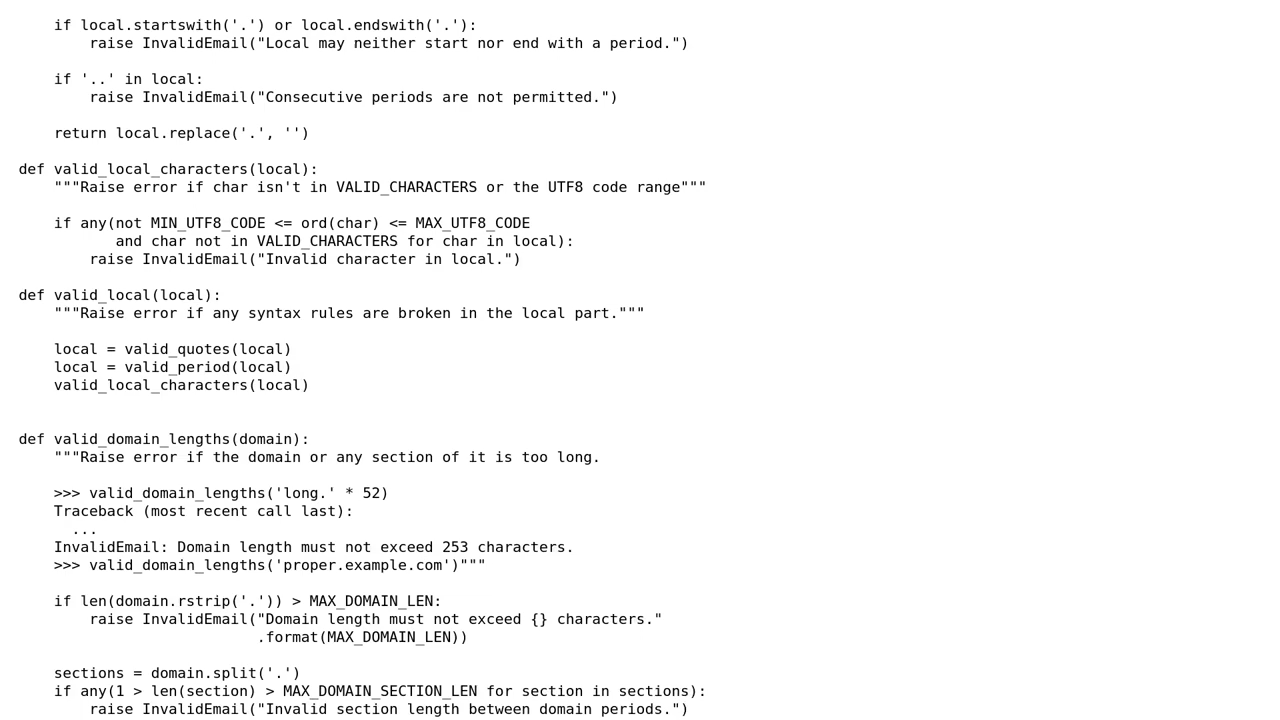 if local.startswith('.') or local.endswith('.'):
        raise InvalidEmail("Local may neither start nor end with a period.")

    if '..' in local:
        raise InvalidEmail("Consecutive periods are not permitted.")

    return local.replace('.', '')

def valid_local_characters(local):
    """Raise error if char isn't in VALID_CHARACTERS or the UTF8 code range"""

    if any(not MIN_UTF8_CODE <= ord(char) <= MAX_UTF8_CODE
           and char not in VALID_CHARACTERS for char in local):
        raise InvalidEmail("Invalid character in local.")

def valid_local(local):
    """Raise error if any syntax rules are broken in the local part."""

    local = valid_quotes(local)
    local = valid_period(local)
    valid_local_characters(local)


def valid_domain_lengths(domain):
    """Raise error if the domain or any section of it is too long.

    >>> valid_domain_lengths('long.' * 52)
    Traceback (most recent call last):
      ...
    InvalidEmail: Domain length must not exceed 253 characters.
    >>> valid_domain_lengths('proper.example.com')"""

    if len(domain.rstrip('.')) > MAX_DOMAIN_LEN:
        raise InvalidEmail("Domain length must not exceed {} characters."
                           .format(MAX_DOMAIN_LEN))

    sections = domain.split('.')
    if any(1 > len(section) > MAX_DOMAIN_SECTION_LEN for section in sections):
        raise InvalidEmail("Invalid section length between domain periods.")